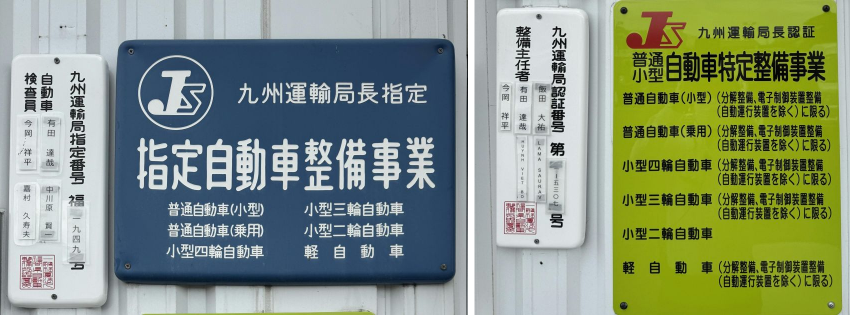 九州運輸局指定番号 福 一九四九号
自動車
検査員
有田 達哉
今岡 祥平
中川原 賢二
嘉村 久寿夫
JS
九州運輸局長指定
指定自動車整備事業
普通自動車(小型)
普通自動車(乗用)
小型四輪自動車
小型三輪自動車
小型二輪自動車
軽自動車
九州運輸局認証番号 第 号
整備主任者
飯田 大祐
有田 達哉
今岡 祥平
LAMA SAURAV
HUYNH VIET
JS
九州運輸局長認証
普通
小型 自動車特定整備事業
普通自動車(小型)(分解整備、電子制御装置整備
(自動運行装置を除く)に限る)
普通自動車(乗用)(分解整備、電子制御装置整備
(自動運行装置を除く)に限る)
小型四輪自動車(分解整備、電子制御装置整備
(自動運行装置を除く)に限る)
小型三輪自動車(分解整備、電子制御装置整備
(自動運行装置を除く)に限る)
小型二輪自動車
軽自動車(分解整備、電子制御装置整備
(自動運行装置を除く)に限る)